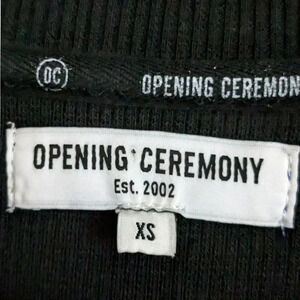 OC OPENING CEREMON
OPENING CEREMONY
Est. 2002
XS